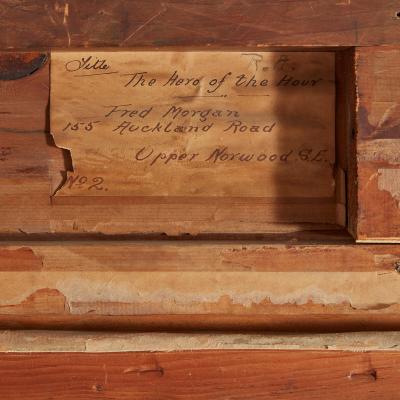 R.A.
Title
The Hero of the Hour
Fred Morgan
155 Auckland Road
Upper Norwood S.E.
No 2.